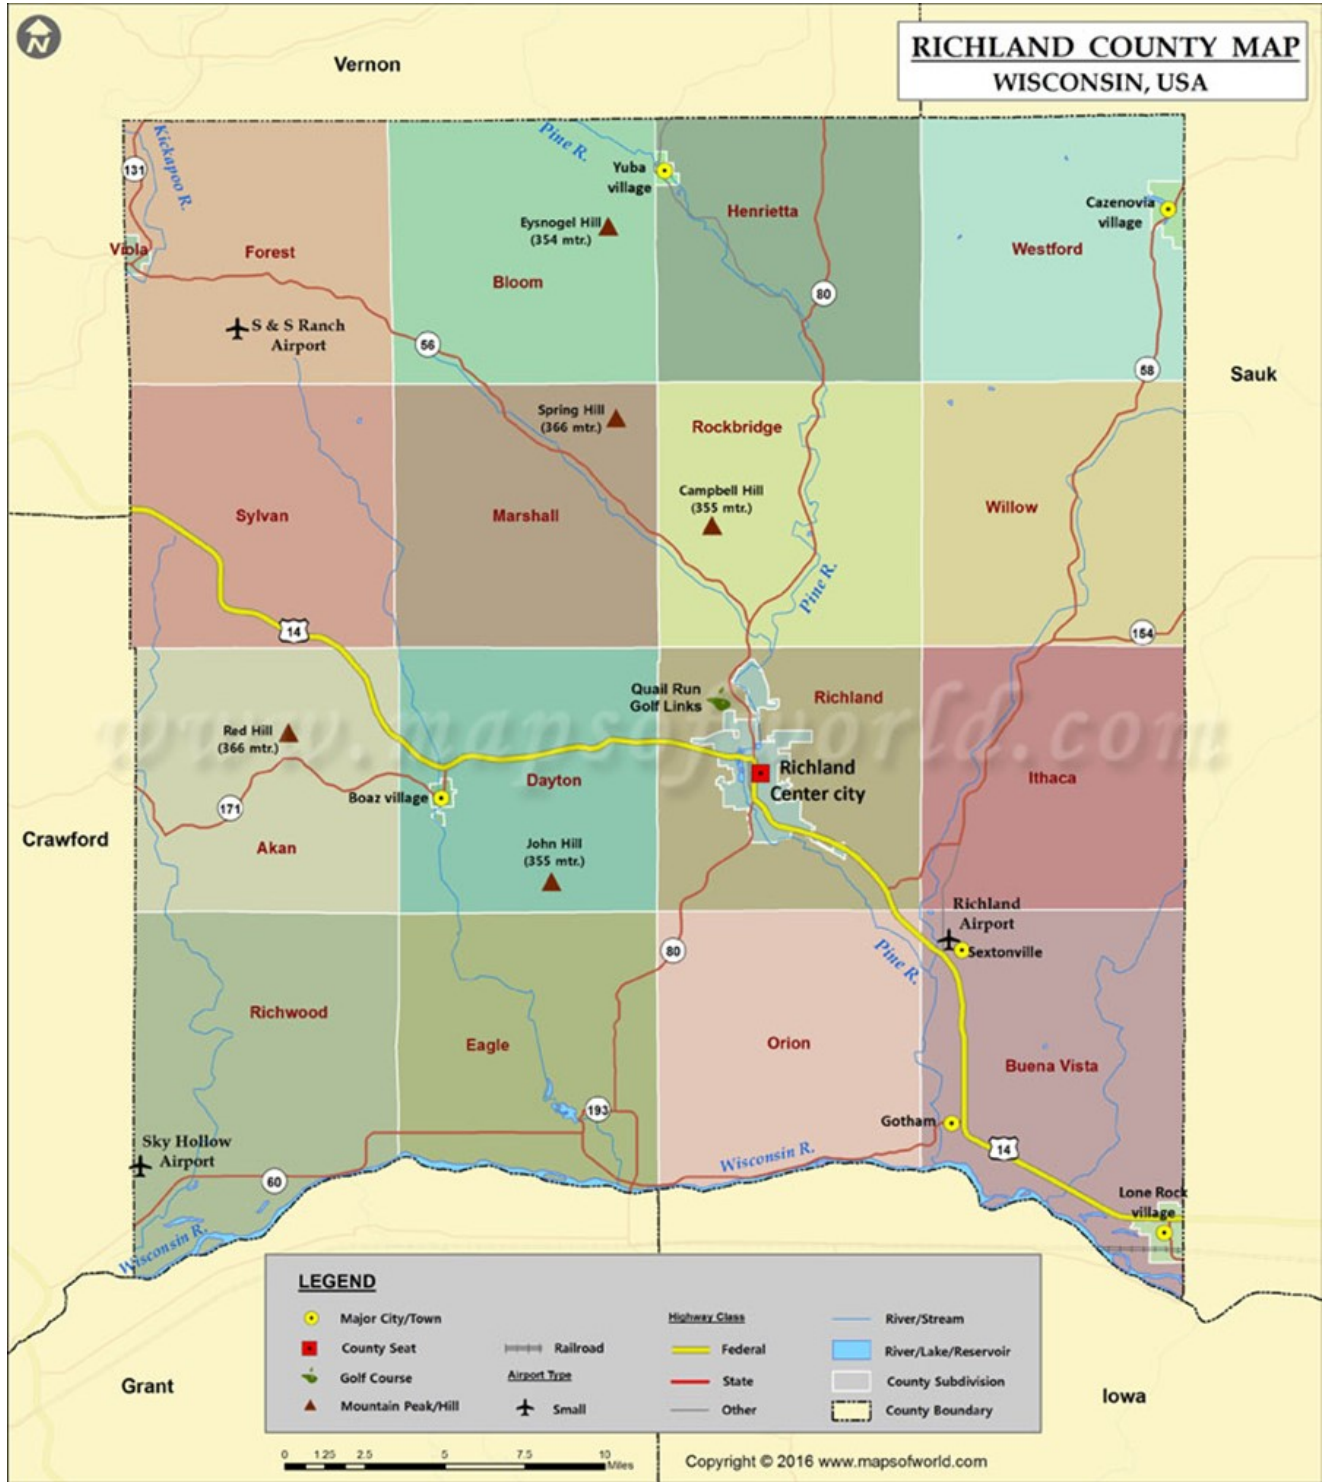 RICHLAND COUNTY MAP
WISCONSIN, USA
N
Vernon
Kickapoo R.
131
Pine R.
Yuba
village
Henrietta
Cazenovia
village
Eysnogel Hill
(354 mtr.)
Viola
Forest
Bloom
Westford
80
S & S Ranch
Airport
56
58
Sauk
Spring Hill
(366 mtr.)
Rockbridge
Campbell Hill
(355 mtr.)
Sylvan
Marshall
Willow
Pine R.
14
154
Quail Run
Golf Links
Richland
www.mapsofworld.com
Red Hill
(366 mtr.)
Richland
Center city
Dayton
Ithaca
Boaz village
171
Crawford
Akan
John Hill
(355 mtr.)
Richland
Airport
80
Pine R.
Sextonville
Richwood
Eagle
Orion
Buena Vista
193
Gotham
Sky Hollow
Airport
Wisconsin R.
14
60
Lone Rock
village
Wisconsin R.
LEGEND
Major City/Town
County Seat
Golf Course
Mountain Peak/Hill
Railroad
Airport Type
Small
Highway Class
Federal
State
Other
River/Stream
River/Lake/Reservoir
County Subdivision
County Boundary
Grant
Iowa
0 1.25 2.5 5 7.5 10
Miles
Copyright © 2016 www.mapsofworld.com